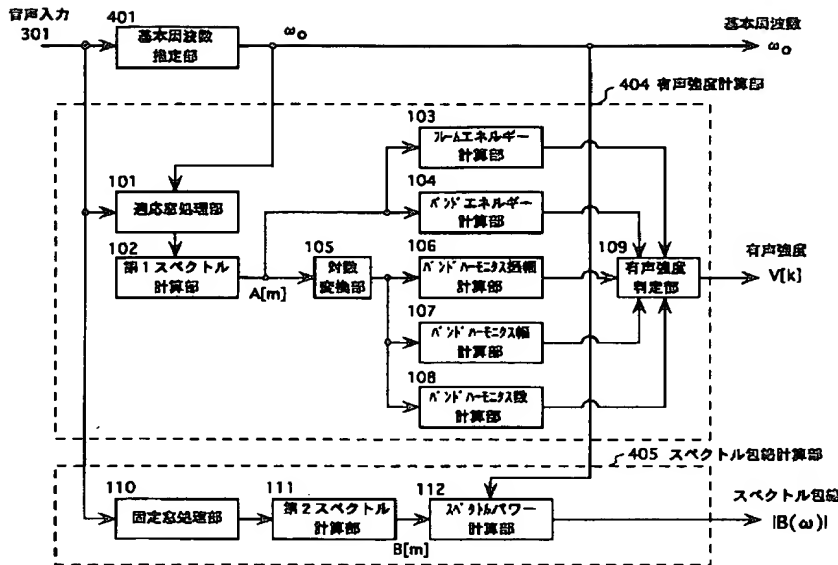 音声入力
301
401
基本周波数
推定部
ω₀
基本周波数
ω₀
404 有声強度計算部
103
フレームエネルギー
計算部
101
適応窓処理部
104
バンドエネルギー
計算部
102
第1スペクトル
計算部
A[m]
105
対数
変換部
106
バンドハーモニクス振幅
計算部
109
有声強度
判定部
有声強度
V[k]
107
バンドハーモニクス幅
計算部
108
バンドハーモニクス数
計算部
405 スペクトル包絡計算部
110
固定窓処理部
111
第2スペクトル
計算部
B[m]
112
スペクトルパワー
計算部
スペクトル包絡
|B(ω)|